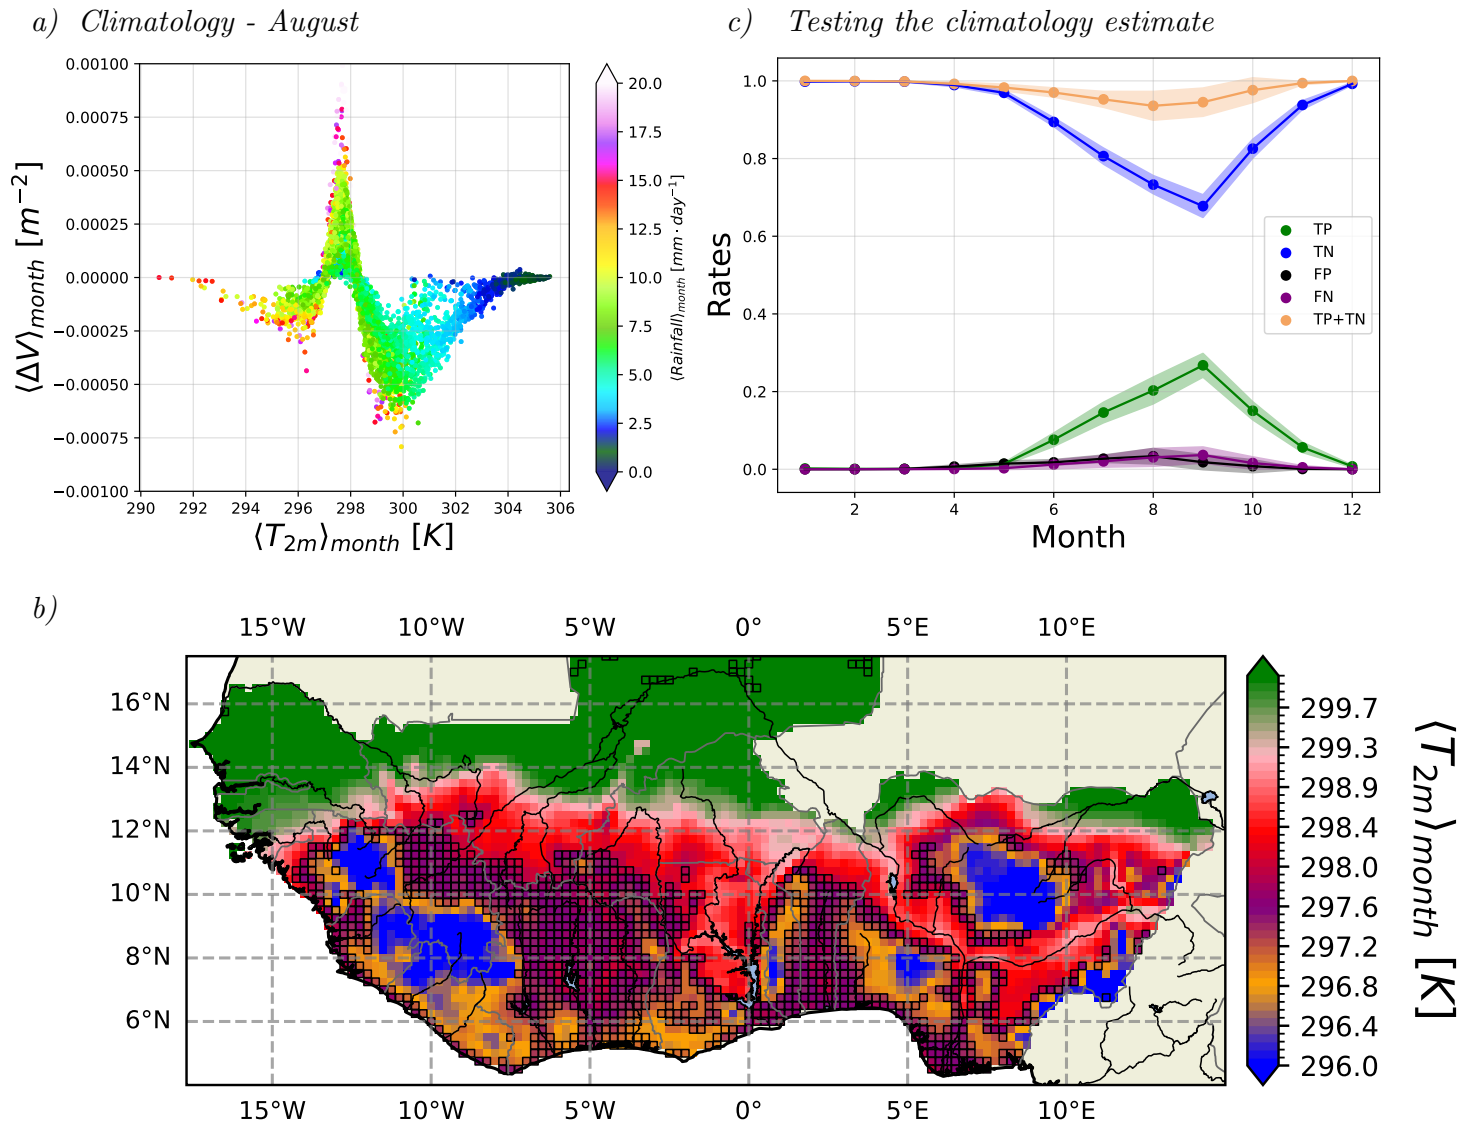 a) Climatology - August
0.00100
0.00075
0.00050
0.00025
0.00000
−0.00025
−0.00050
−0.00075
−0.00100
⟨ΔV⟩month [m−2]
290 292 294 296 298 300 302 304 306
⟨T2m⟩month [K]
20.0
17.5
15.0
12.5
10.0
7.5
5.0
2.5
0.0
⟨Rainfall⟩month [mm · day−1]
c) Testing the climatology estimate
1.0
0.8
0.6
0.4
0.2
0.0
Rates
TP
TN
FP
FN
TP+TN
2 4 6 8 10 12
Month
b)
15°W 10°W 5°W 0° 5°E 10°E
16°N
14°N
12°N
10°N
8°N
6°N
15°W 10°W 5°W 0° 5°E 10°E
299.7
299.3
298.9
298.4
298.0
297.6
297.2
296.8
296.4
296.0
⟨T2m⟩month [K]